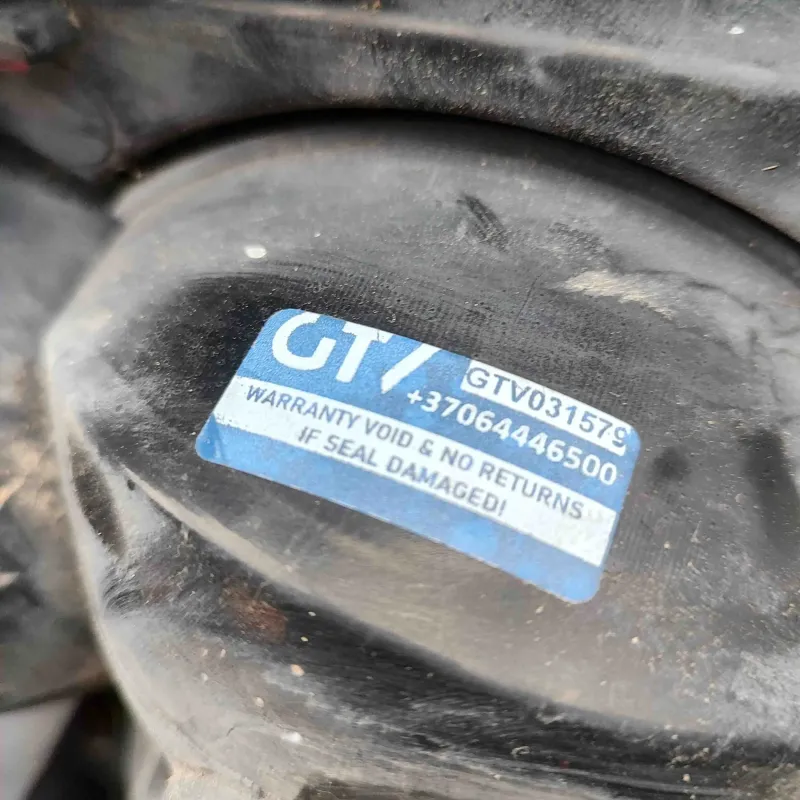 GTV
GTV031579
+37064446500
WARRANTY VOID & NO RETURNS
IF SEAL DAMAGED!